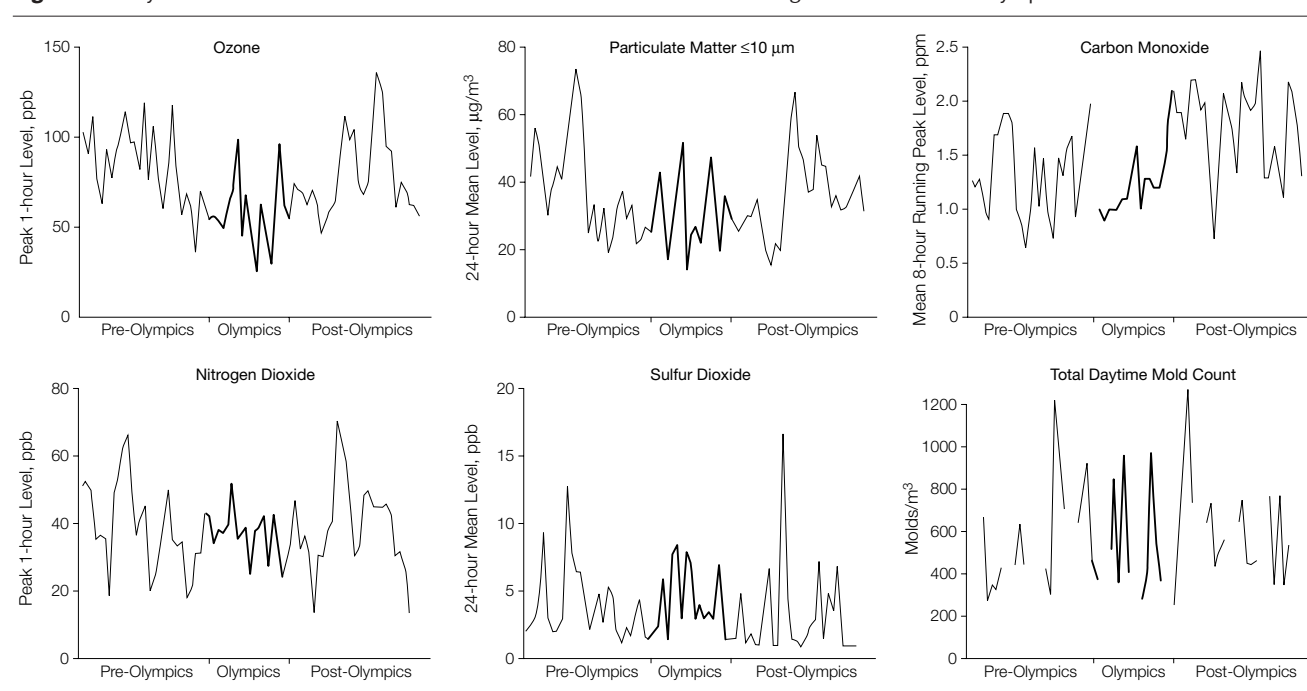 Ozone
Peak 1-hour Level, ppb
150
100
50
0
Pre-Olympics Olympics Post-Olympics
Particulate Matter ≤10 μm
24-hour Mean Level, μg/m³
80
60
40
20
0
Pre-Olympics Olympics Post-Olympics
Carbon Monoxide
Mean 8-hour Running Peak Level, ppm
2.5
2.0
1.5
1.0
0.5
0
Pre-Olympics Olympics Post-Olympics
Nitrogen Dioxide
Peak 1-hour Level, ppb
80
60
40
20
0
Pre-Olympics Olympics Post-Olympics
Sulfur Dioxide
24-hour Mean Level, ppb
20
15
10
5
0
Pre-Olympics Olympics Post-Olympics
Total Daytime Mold Count
Molds/m³
1200
1000
800
600
400
200
0
Pre-Olympics Olympics Post-Olympics